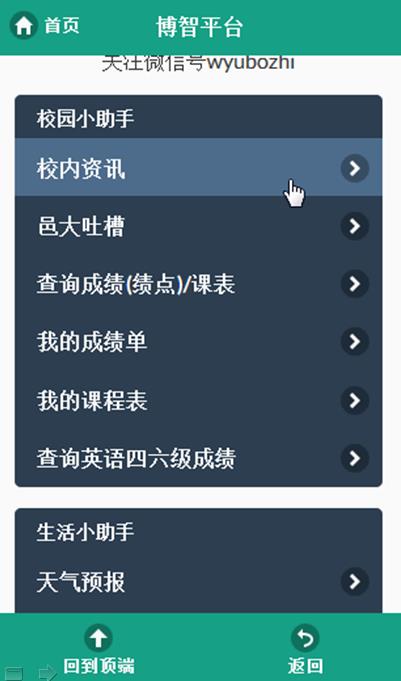 首页
博智平台
关注微信号wyubozhi
校园小助手
校内资讯
邑大吐槽
查询成绩(绩点)/课表
我的成绩单
我的课程表
查询英语四六级成绩
生活小助手
天气预报
回到顶端
返回